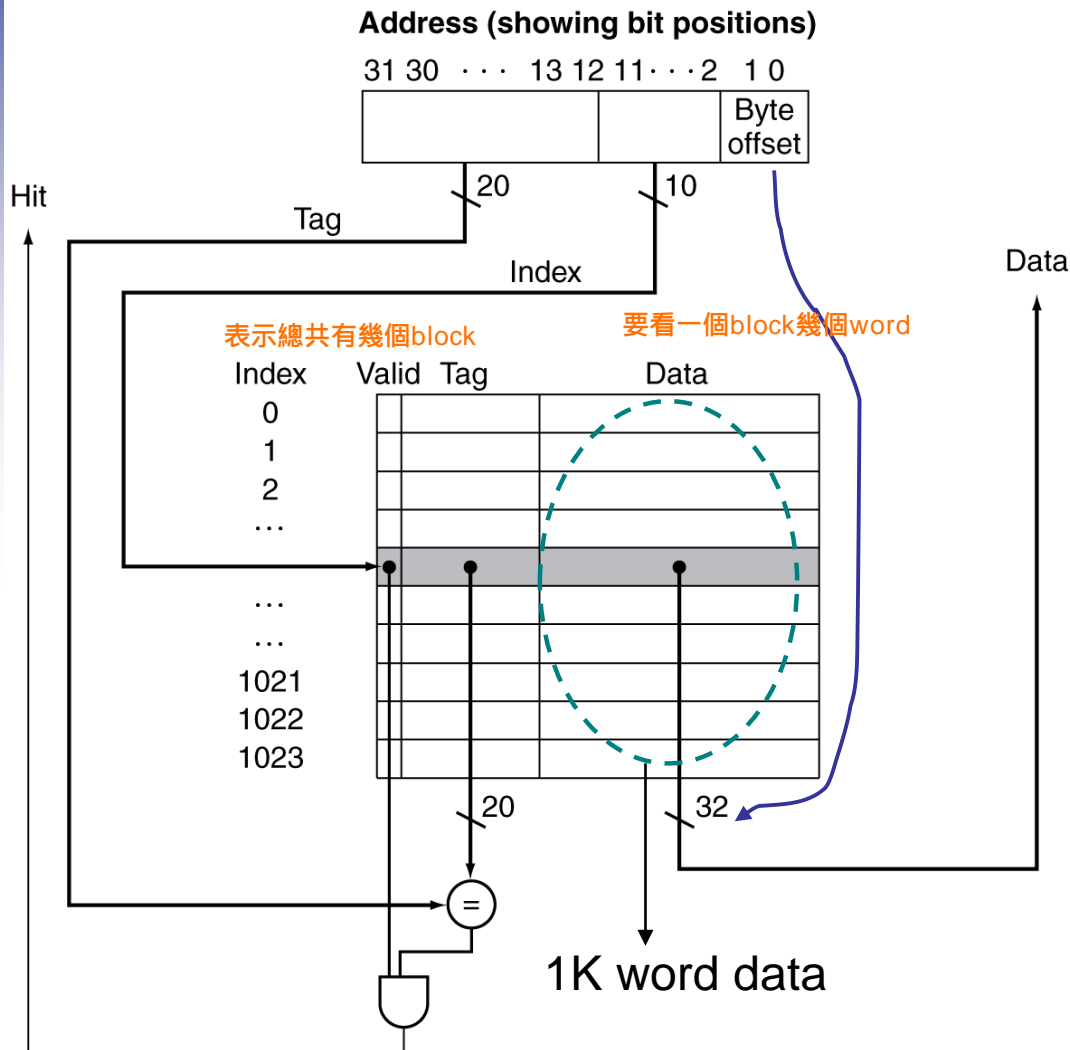 Address (showing bit positions)
31 30 · · · 13 12 11 · · · 2 1 0
Byte
offset
20
10
Hit
Tag
Index
Data
表示總共有幾個block
要看一個block幾個word
Index Valid Tag Data
0
1
2
...
...
...
1021
1022
1023
20
32
=
1K word data